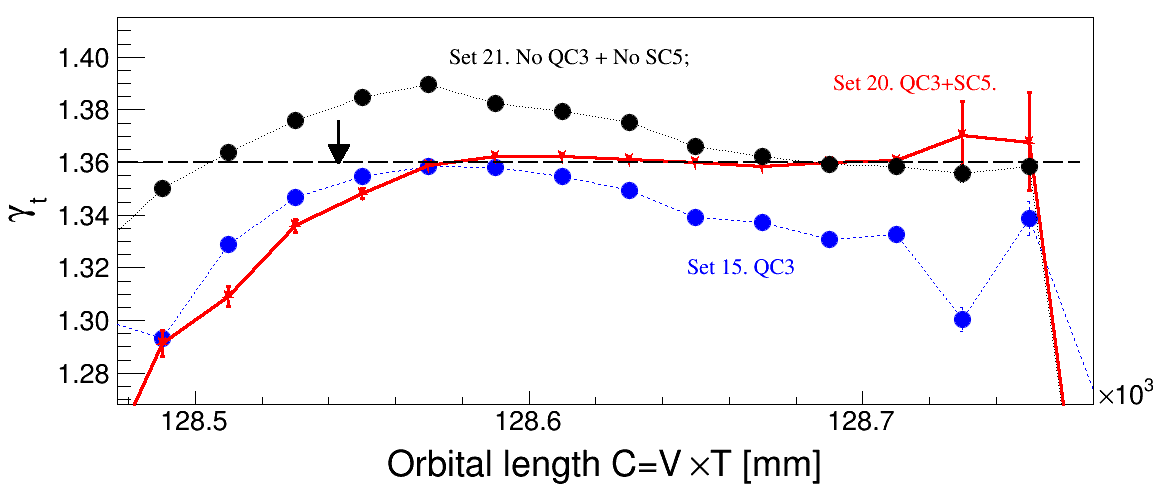 Set 21. No QC3 + No SC5;
Set 20. QC3+SC5.
Set 15. QC3
γt
1.40
1.38
1.36
1.34
1.32
1.30
1.28
128.5
128.6
128.7
×10³
Orbital length C=V ×T [mm]